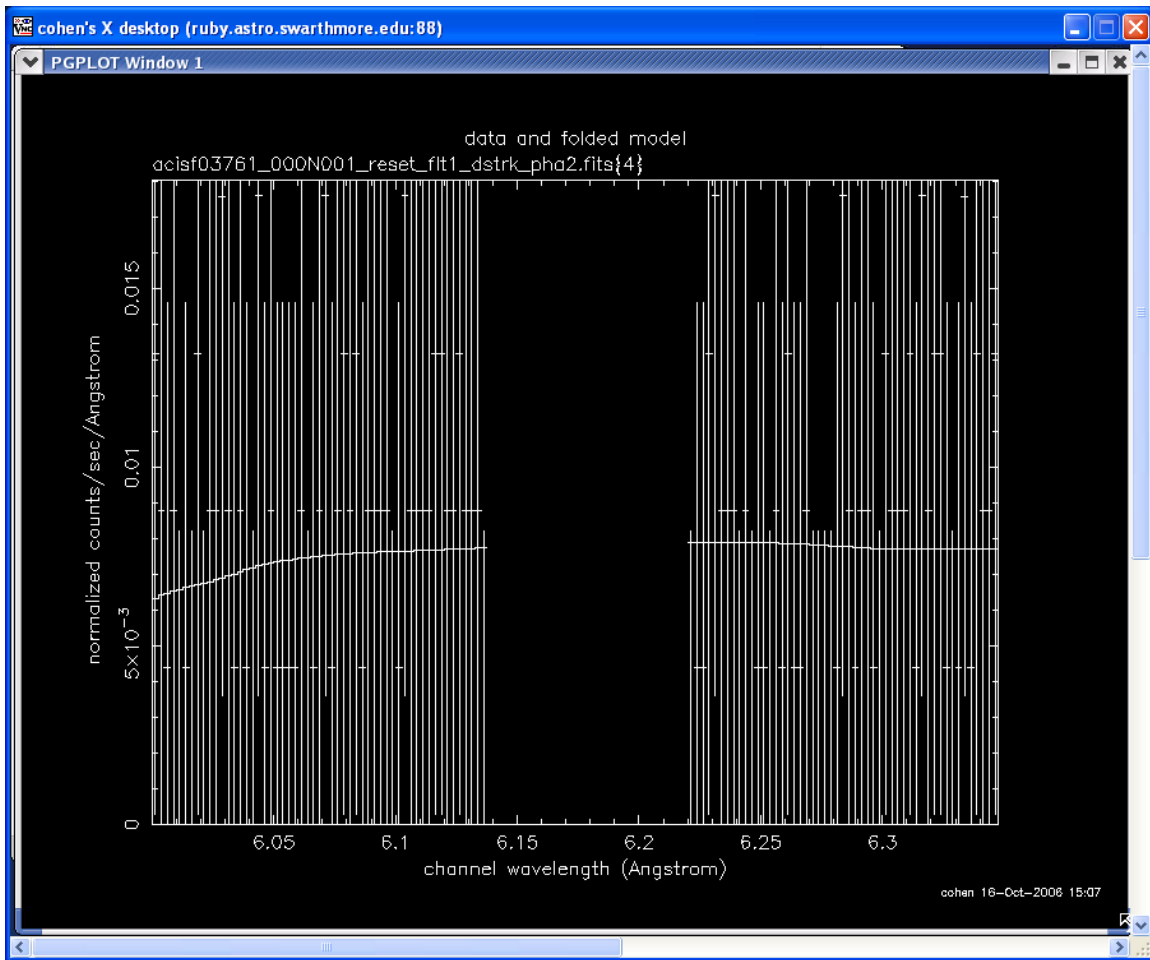 cohen's X desktop (ruby.astro.swarthmore.edu:88)
PGPLOT Window 1
data and folded model
acisf03761_000N001_reset_flt1_dstrk_pha2.fits{4}
normalized counts/sec/Angstrom
0.015
0.01
5×10⁻³
0
6.05 6.1 6.15 6.2 6.25 6.3
channel wavelength (Angstrom)
cohen 16-Oct-2006 15:07